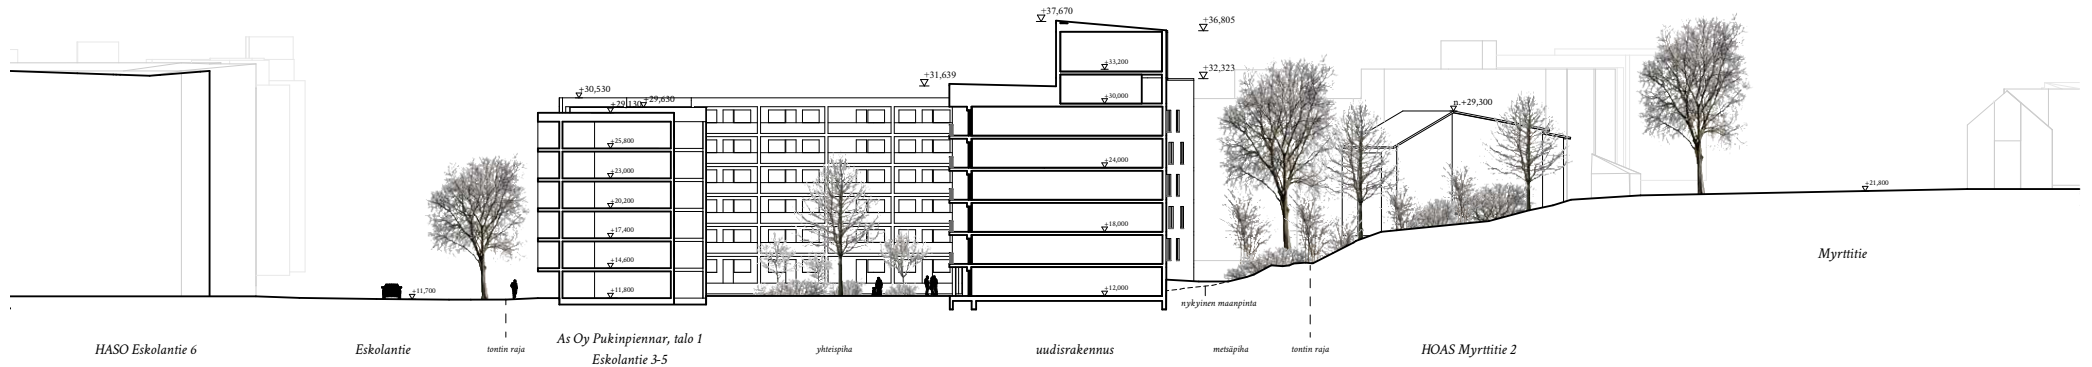 +37,670
+36,805
+33,200
+32,323
+31,639
+30,530
+29,130
+29,630
+30,000
n.+29,300
+25,800
+24,000
+23,000
+20,200
+21,800
+17,400
+18,000
+14,600
+11,700
+11,800
+12,000
Myrttitie
nykyinen maanpinta
HASO Eskolantie 6
Eskolantie
tontin raja
As Oy Pukinpiennar, talo 1
Eskolantie 3-5
yhteispiha
uudisrakennus
metsäpiha
tontin raja
HOAS Myrttitie 2